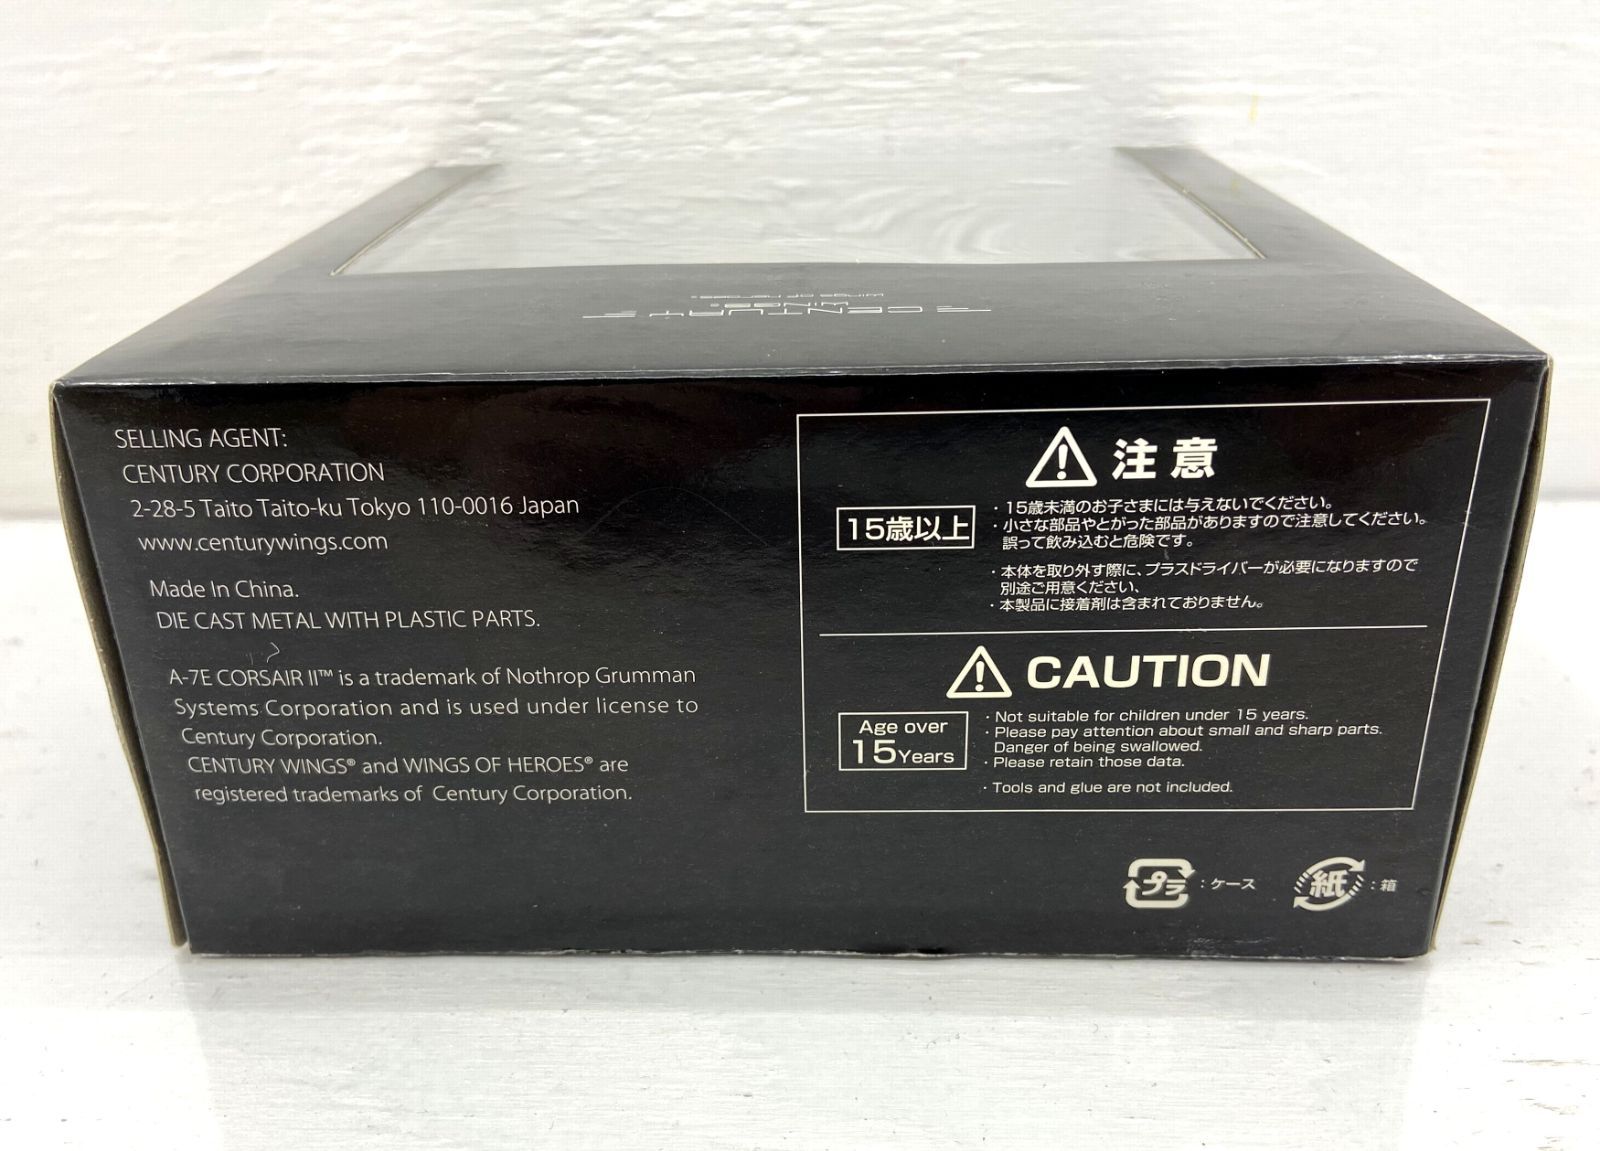 CENTURY
WINGS®
WINGS OF HEROES®
SELLING AGENT:
CENTURY CORPORATION
2-28-5 Taito Taito-ku Tokyo 110-0016 Japan
www.centurywings.com
Made In China.
DIE CAST METAL WITH PLASTIC PARTS.
A-7E CORSAIR II™ is a trademark of Nothrop Grumman
Systems Corporation and is used under license to
Century Corporation.
CENTURY WINGS® and WINGS OF HEROES® are
registered trademarks of Century Corporation.
注意
15歳以上
・15歳未満のお子さまには与えないでください。
・小さな部品やとがった部品がありますので注意してください。
誤って飲み込むと危険です。
・本体を取り外す際に、プラスドライバーが必要になりますので
別途ご用意ください、
・本製品に接着剤は含まれておりません。
CAUTION
Age over
15Years
・Not suitable for children under 15 years.
・Please pay attention about small and sharp parts.
Danger of being swallowed.
・Please retain those data.
・Tools and glue are not included.
プラ:ケース
紙:箱